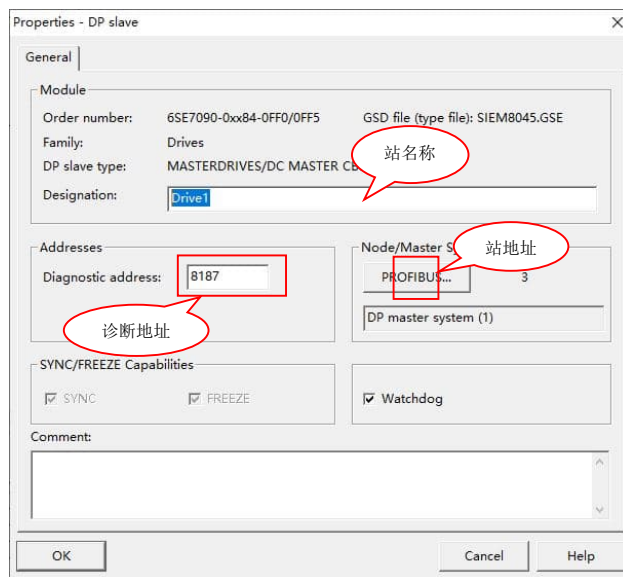 Properties - DP slave
General
Module
Order number: 6SE7090-0xx84-0FF0/0FF5 GSD file (type file): SIEM8045.GSE
Family: Drives
DP slave type: MASTERDRIVES/DC MASTER
站名称
Designation: Drive1
Addresses
Node/Master
站地址
Diagnostic address: 8187
PROFIBUS... 3
诊断地址
DP master system (1)
SYNC/FREEZE Capabilities
SYNC FREEZE
Watchdog
Comment:
OK Cancel Help